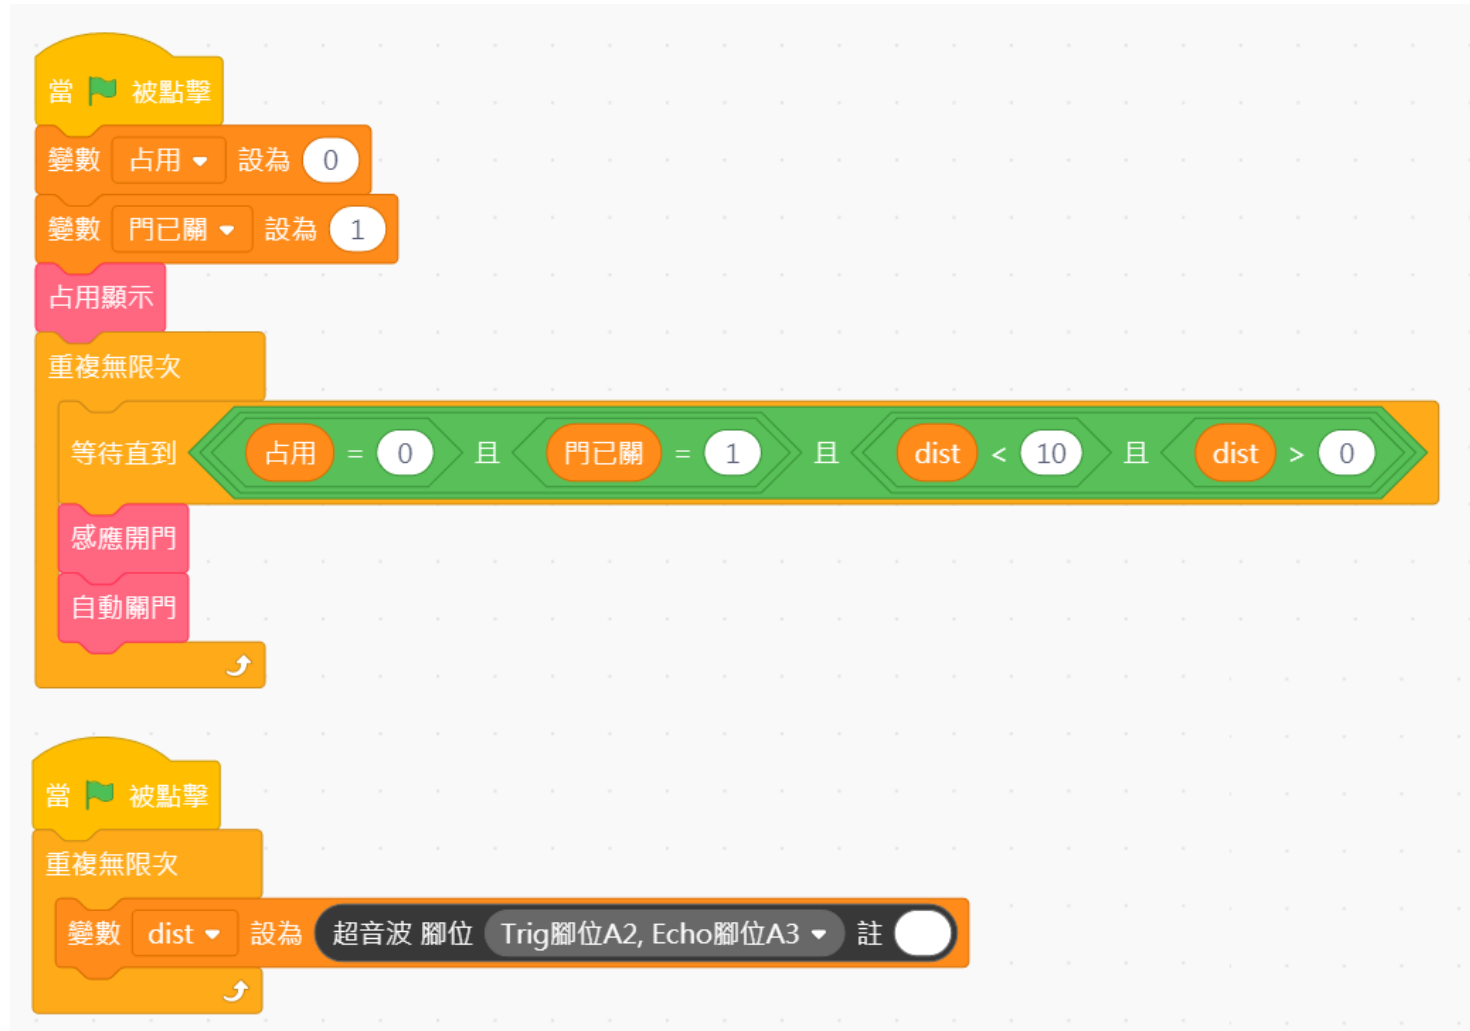 當 被點擊
變數 占用 設為 0
變數 門已關 設為 1
占用顯示
重複無限次
等待直到 占用 = 0 且 門已關 = 1 且 dist < 10 且 dist > 0
感應開門
自動關門
當 被點擊
重複無限次
變數 dist 設為 超音波 腳位 Trig腳位A2, Echo腳位A3 註